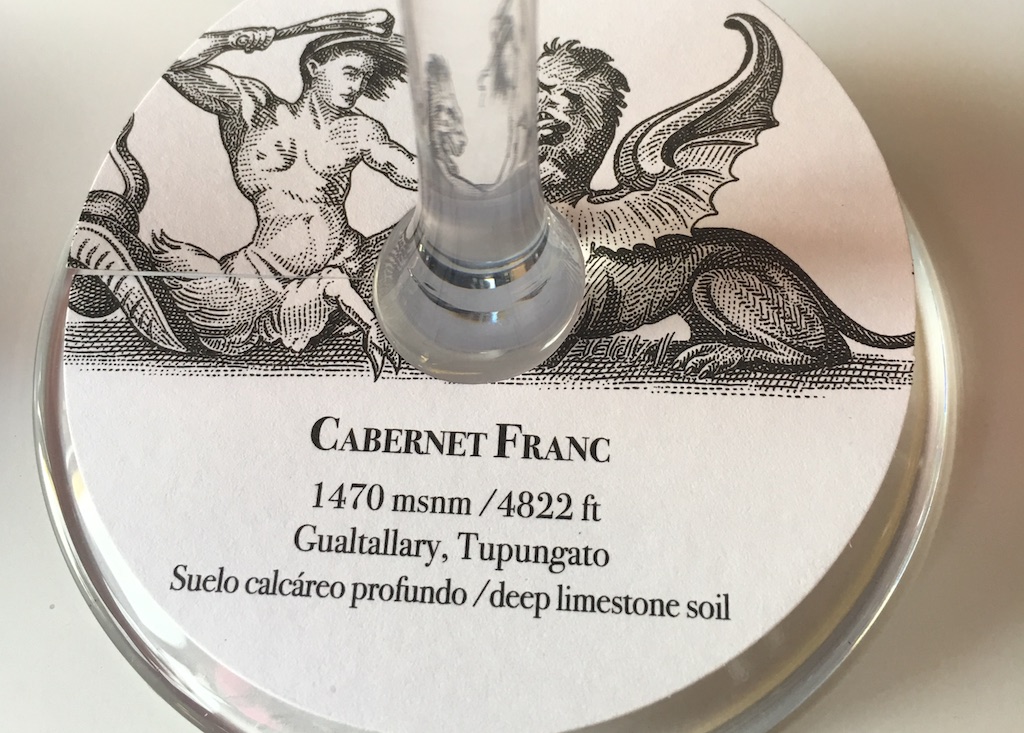 CABERNET FRANC
1470 msnm / 4822 ft
Gualtallary, Tupungato
Suelo calcáreo profundo / deep limestone soil